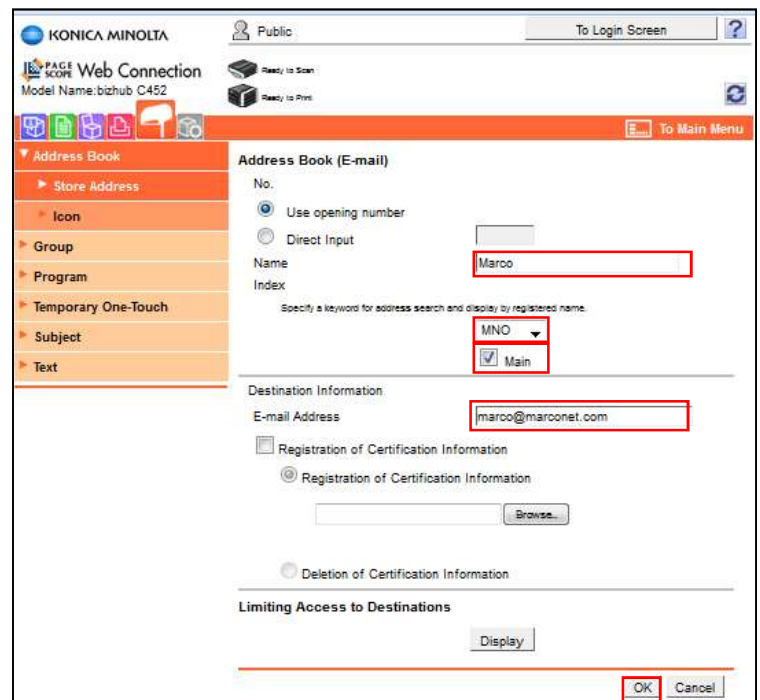 KONICA MINOLTA
Public
To Login Screen
?
PAGE SCOPE Web Connection
Model Name:bizhub C452
Ready to Scan
Ready to Print
To Main Menu
Address Book
Store Address
Icon
Group
Program
Temporary One-Touch
Subject
Text
Address Book (E-mail)
No.
Use opening number
Direct Input
Name Marco
Index
Specify a keyword for address search and display by registered name.
MNO
Main
Destination Information
E-mail Address marco@marconet.com
Registration of Certification Information
Registration of Certification Information
Browse...
Deletion of Certification Information
Limiting Access to Destinations
Display
OK Cancel